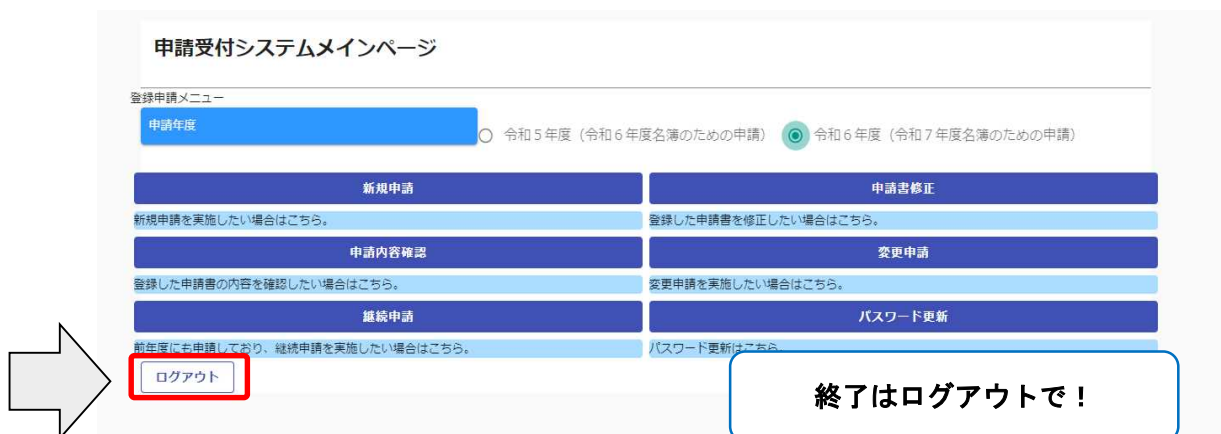 申請受付システムメインページ
登録申請メニュー
申請年度
令和5年度（令和6年度名簿のための申請）
令和6年度（令和7年度名簿のための申請）
新規申請
申請書修正
新規申請を実施したい場合はこちら。
登録した申請書を修正したい場合はこちら。
申請内容確認
変更申請
登録した申請書の内容を確認したい場合はこちら。
変更申請を実施したい場合はこちら。
継続申請
パスワード更新
前年度にも申請しており、継続申請を実施したい場合はこちら。
パスワード更新はこちら。
ログアウト
終了はログアウトで！